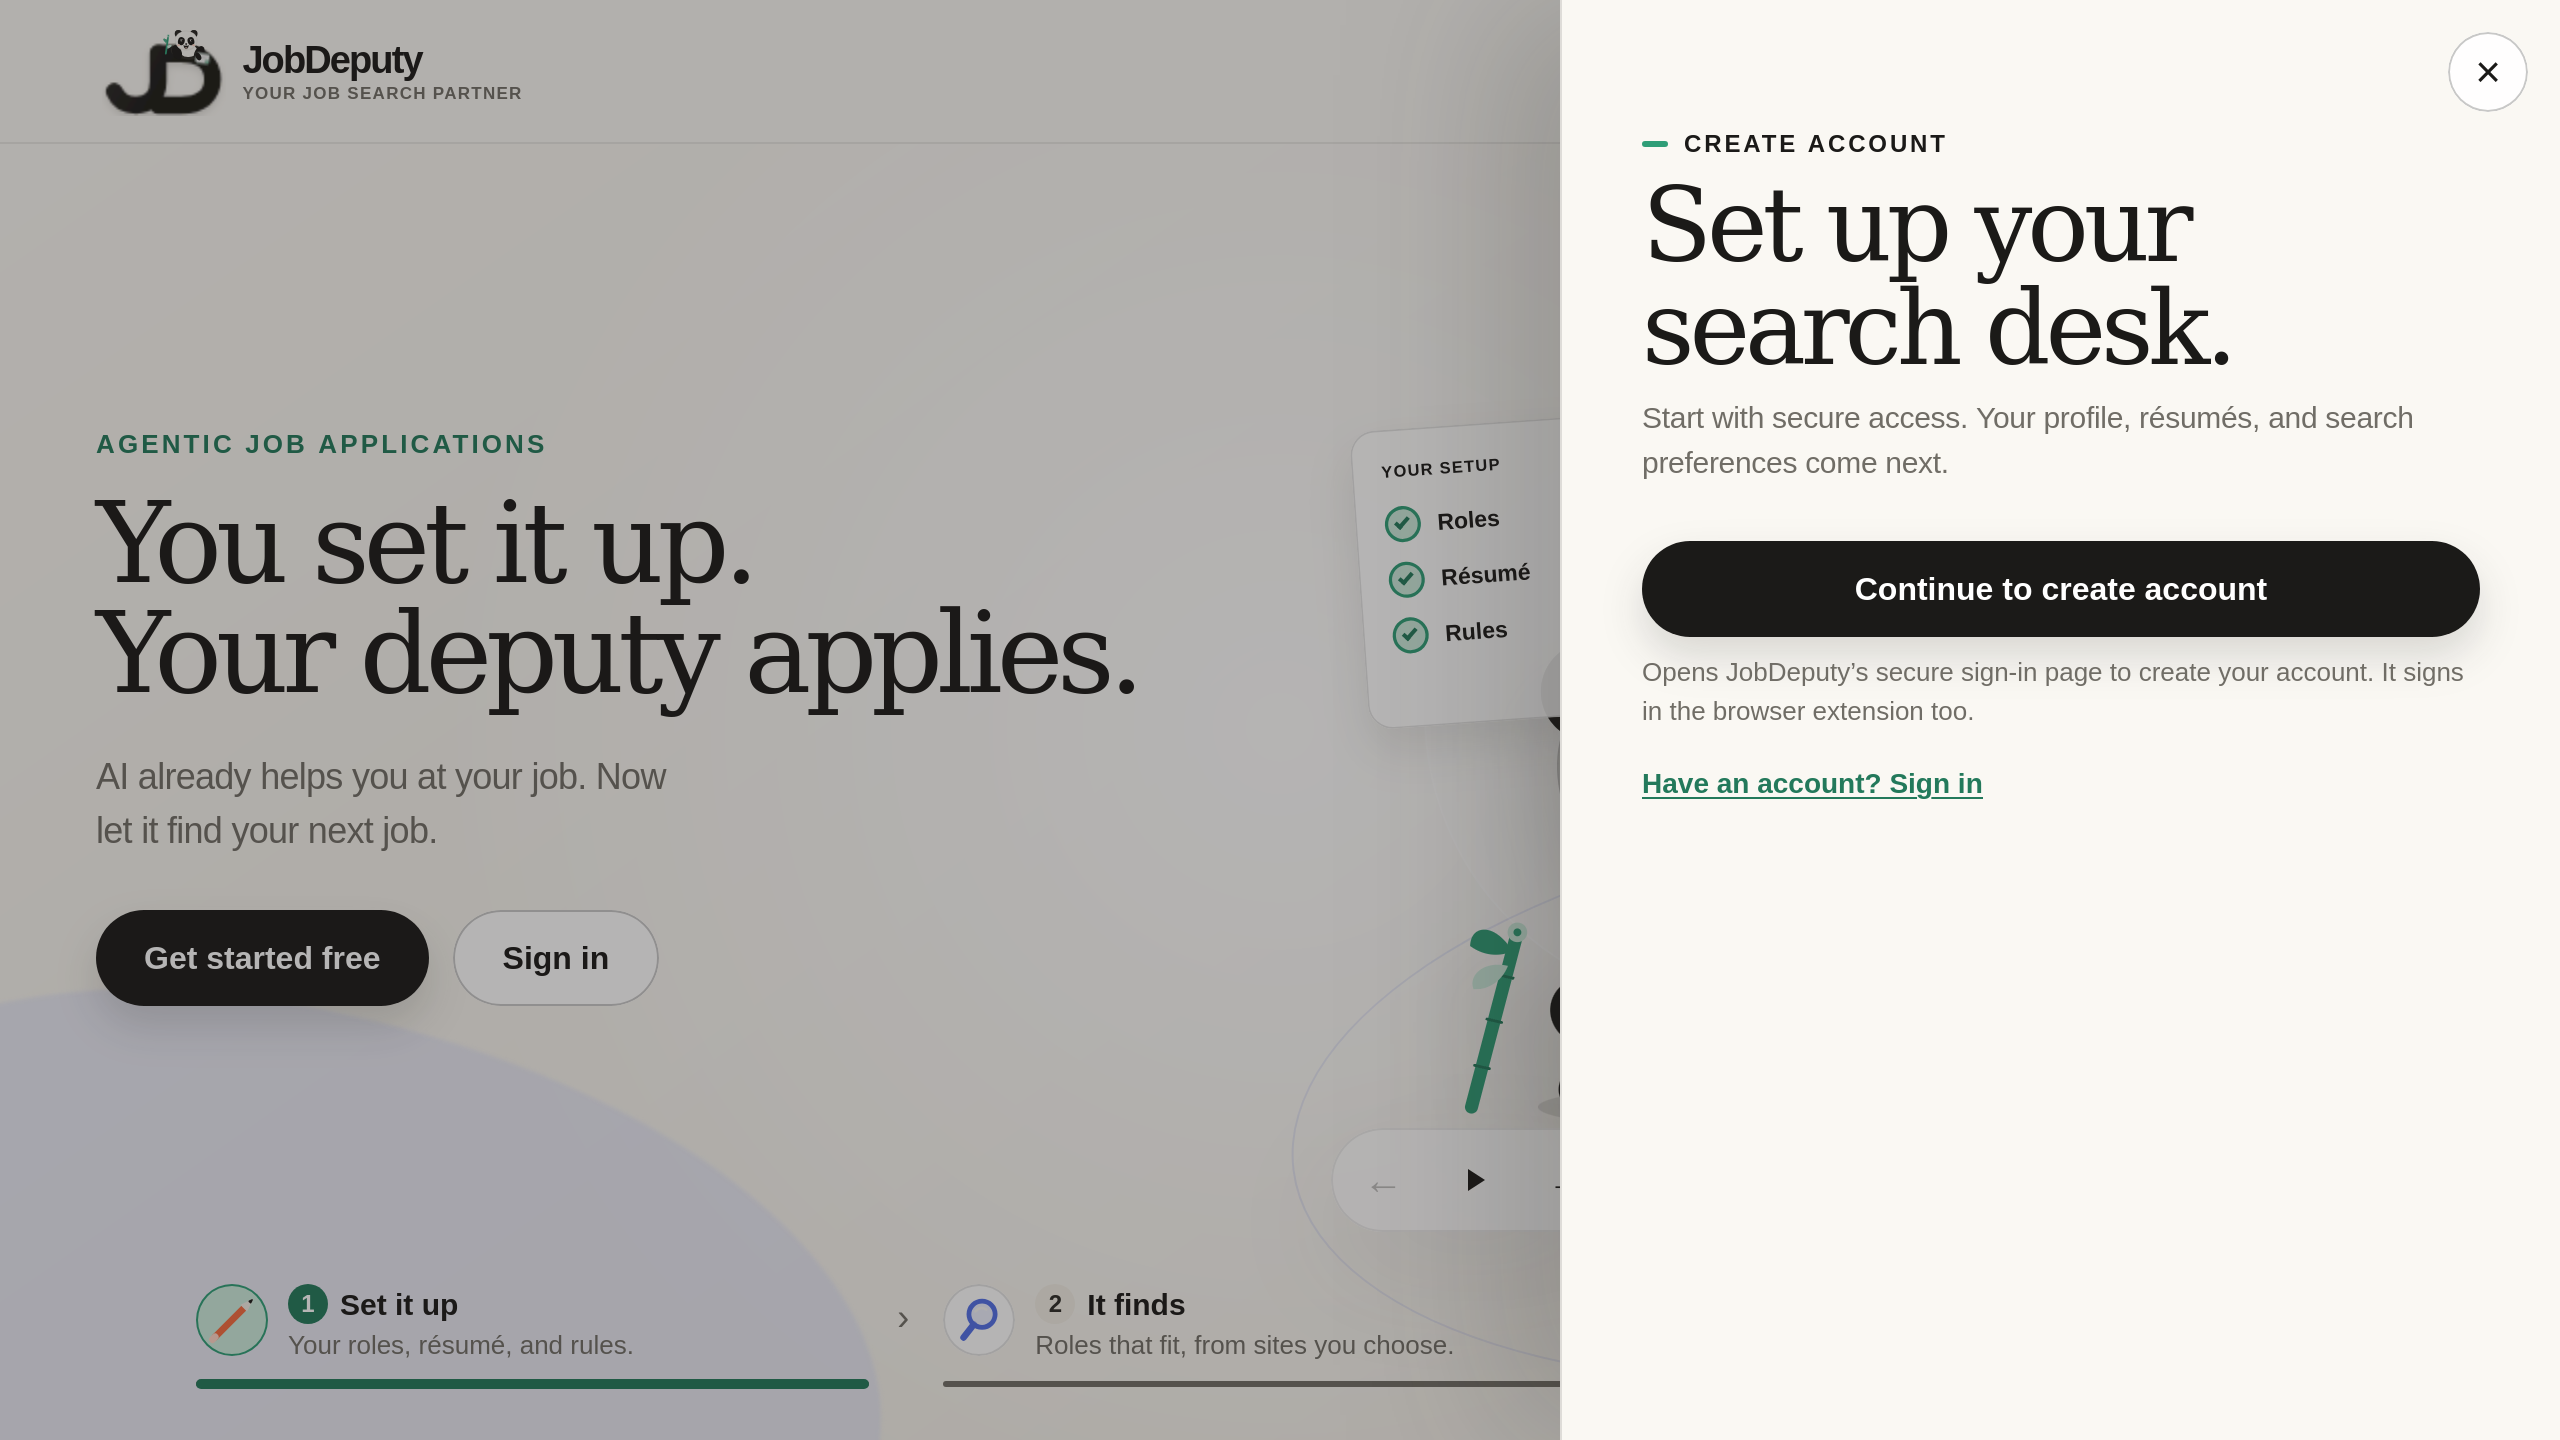 JobDeputy
YOUR JOB SEARCH PARTNER
AGENTIC JOB APPLICATIONS
You set it up.
Your deputy applies.
AI already helps you at your job. Now
let it find your next job.
Get started free
Sign in
YOUR SETUP
Roles
Résumé
Rules
1 Set it up
Your roles, résumé, and rules.
2 It finds
Roles that fit, from sites you choose.
CREATE ACCOUNT
Set up your
search desk.
Start with secure access. Your profile, résumés, and search
preferences come next.
Continue to create account
Opens JobDeputy’s secure sign-in page to create your account. It signs
in the browser extension too.
Have an account? Sign in